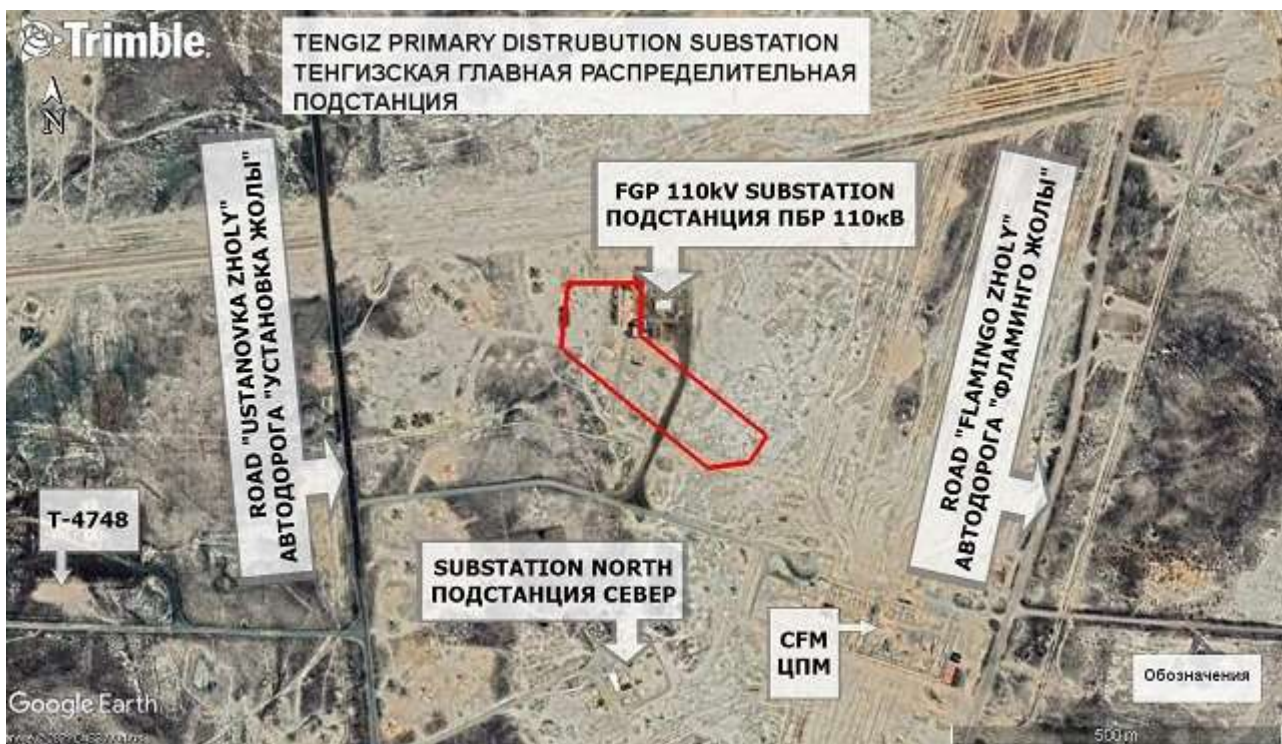 Trimble
TENGIZ PRIMARY DISTRUBUTION SUBSTATION
ТЕНГИЗСКАЯ ГЛАВНАЯ РАСПРЕДЕЛИТЕЛЬНАЯ
ПОДСТАНЦИЯ
N
FGP 110kV SUBSTATION
ПОДСТАНЦИЯ ПБР 110кВ
ROAD "USTANOVKA ZHOLY"
АВТОДОРОГА "УСТАНОВКА ЖОЛЫ"
ROAD "FLAMINGO ZHOLY"
АВТОДОРОГА "ФЛАМИНГО ЖОЛЫ"
T-4748
SUBSTATION NORTH
ПОДСТАНЦИЯ СЕВЕР
CFM
ЦПМ
Обозначения
Google Earth
500 m